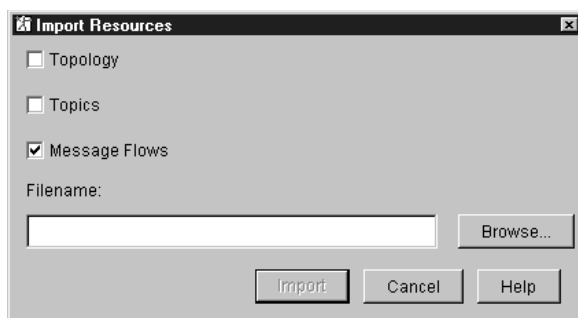 Import Resources
Topology
Topics
Message Flows
Filename:
Browse...
Import
Cancel
Help